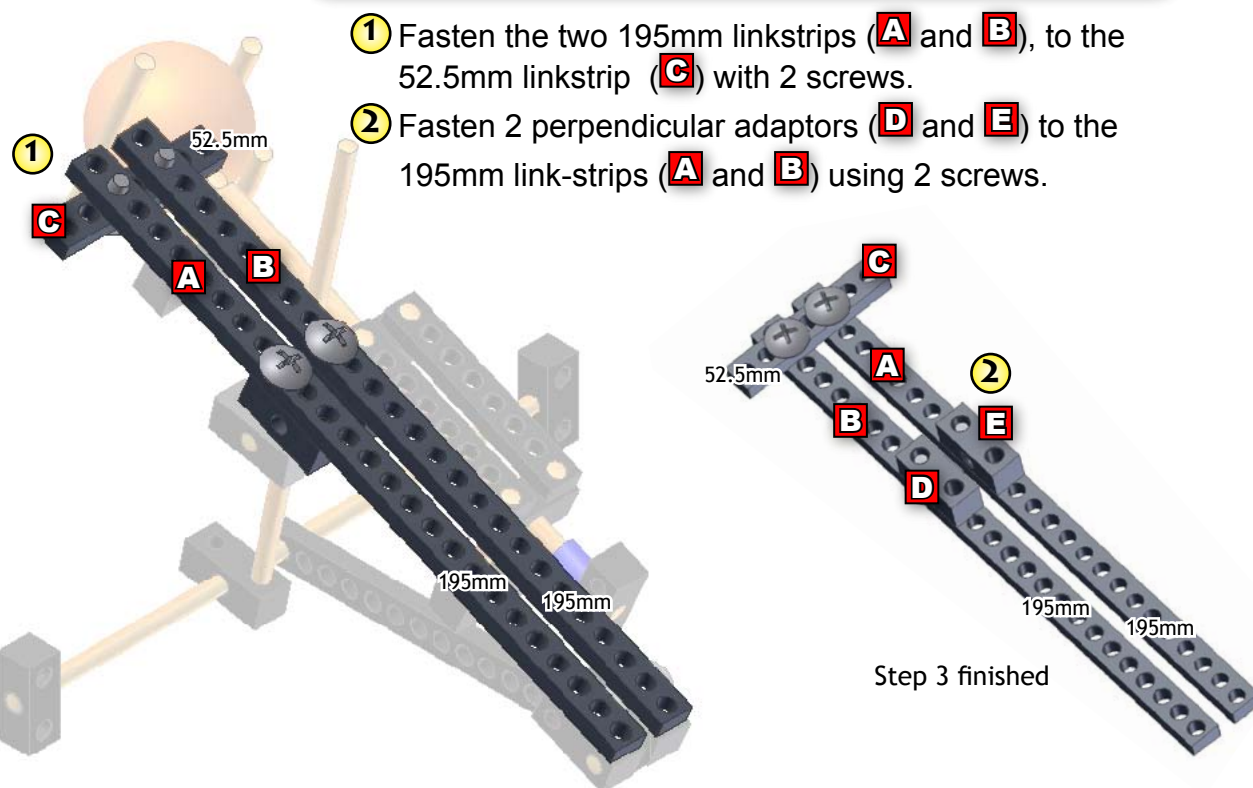 1 Fasten the two 195mm linkstrips (A and B), to the
52.5mm linkstrip (C) with 2 screws.
2 Fasten 2 perpendicular adaptors (D and E) to the
195mm link-strips (A and B) using 2 screws.
1
52.5mm
C
A
B
195mm
195mm
C
52.5mm
A
2
B
E
D
195mm
195mm
Step 3 finished